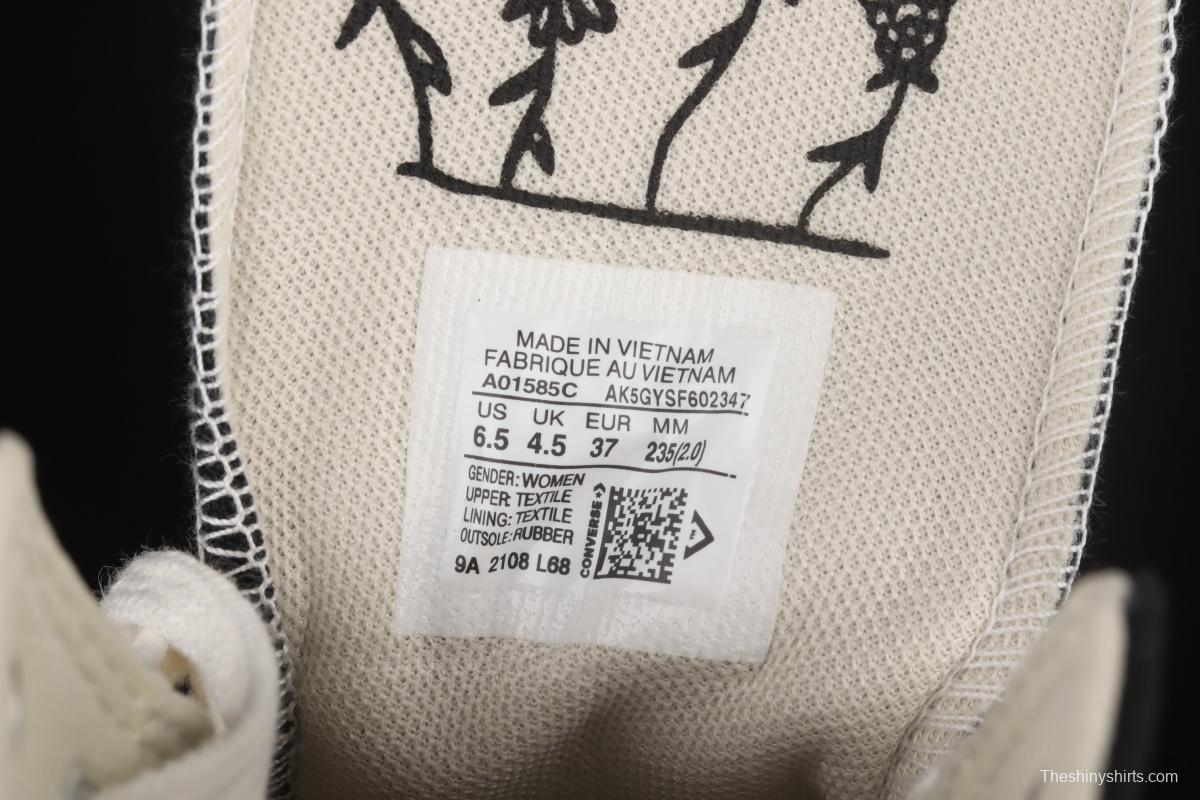 MADE IN VIETNAM
FABRIQUE AU VIETNAM
A01585C AK5GYSF602347
US UK EUR MM
6.5 4.5 37 235(2.0)
GENDER: WOMEN
UPPER: TEXTILE
LINING: TEXTILE
OUTSOLE: RUBBER
9A 2108 L68
CONVERSE
Theshinyshirts.com